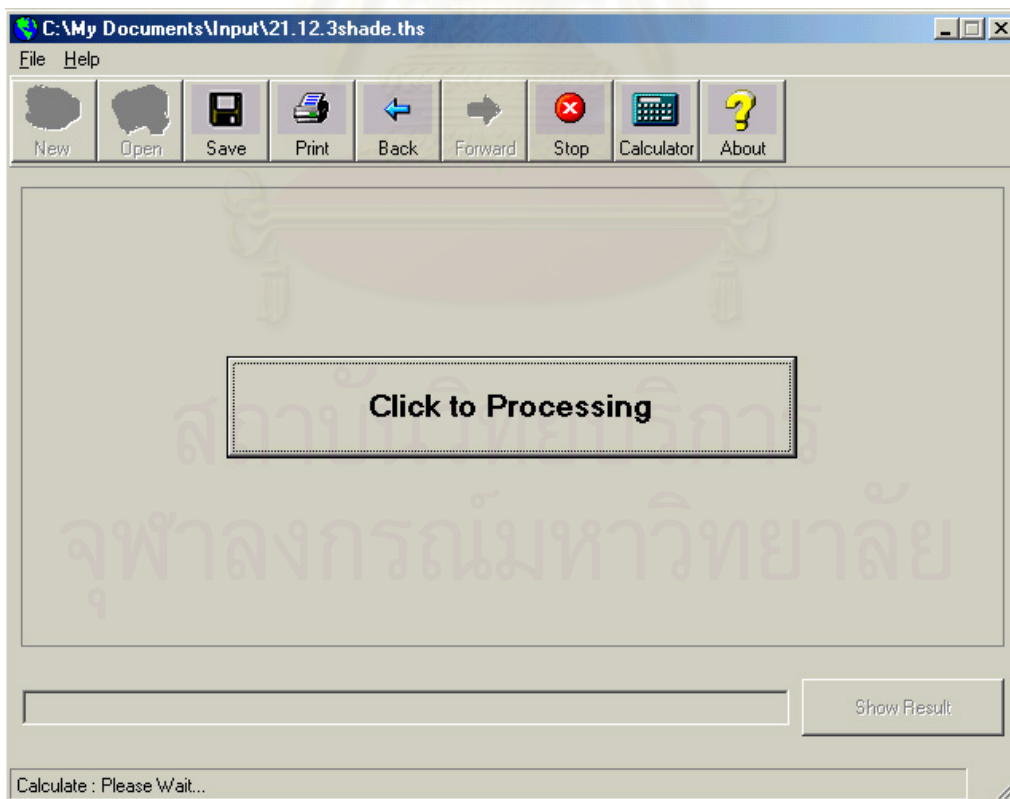 C:\My Documents\Input\21.12.3shade.ths
File Help
New Open Save Print Back Forward Stop Calculator About
Click to Processing
สถาบันวิทยบริการ
จุฬาลงกรณ์มหาวิทยาลัย
Show Result
Calculate : Please Wait...